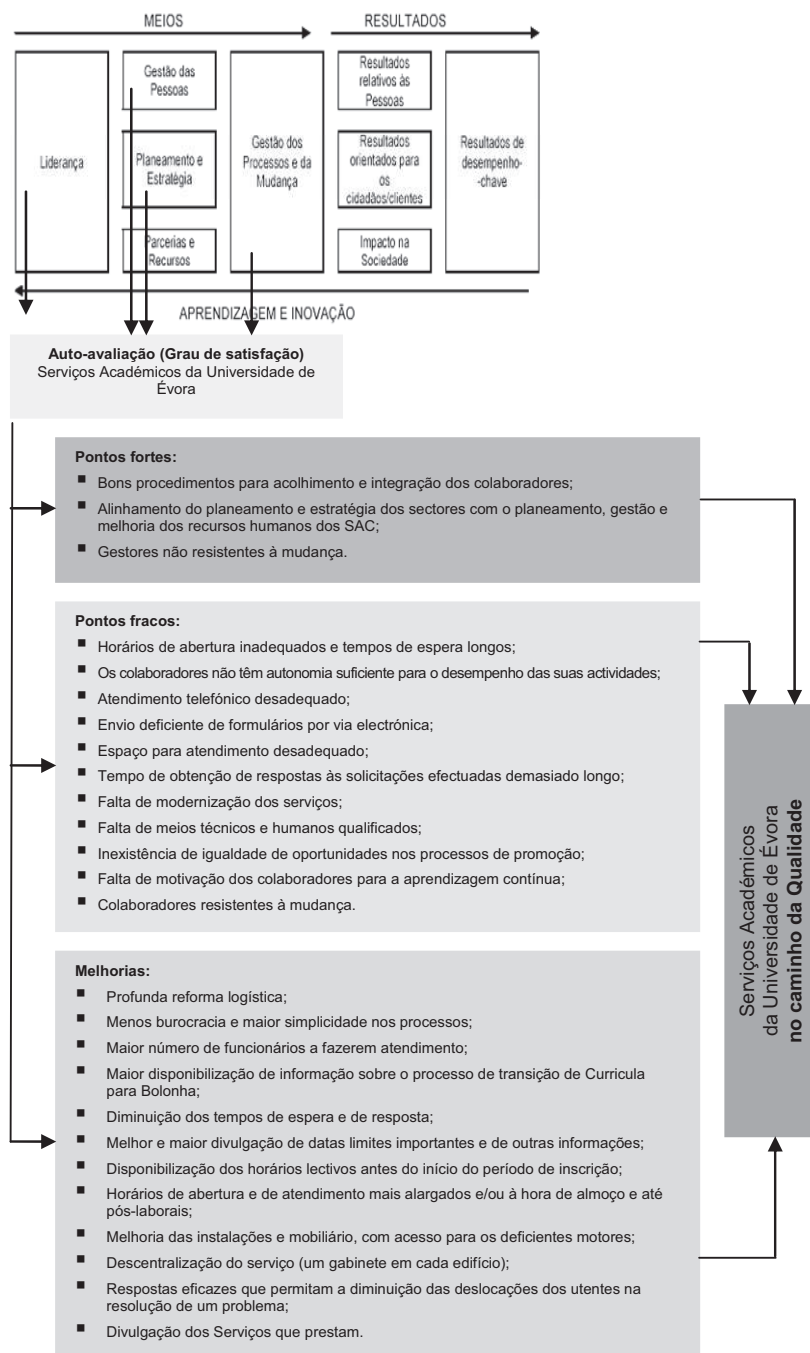 MEIOS
RESULTADOS
Liderança
Gestão das
Pessoas
Planeamento e
Estratégia
Parcerias e
Recursos
Gestão dos
Processos e da
Mudança
Resultados
relativos às
Pessoas
Resultados
orientados para
os
cidadãos/clientes
Impacto na
Sociedade
Resultados de
desempenho-
-chave
APRENDIZAGEM E INOVAÇÃO
Auto-avaliação (Grau de satisfação)
Serviços Académicos da Universidade de
Évora
Pontos fortes:
▪ Bons procedimentos para acolhimento e integração dos colaboradores;
▪ Alinhamento do planeamento e estratégia dos sectores com o planeamento, gestão e
melhoria dos recursos humanos dos SAC;
▪ Gestores não resistentes à mudança.
Pontos fracos:
▪ Horários de abertura inadequados e tempos de espera longos;
▪ Os colaboradores não têm autonomia suficiente para o desempenho das suas actividades;
▪ Atendimento telefónico desadequado;
▪ Envio deficiente de formulários por via electrónica;
▪ Espaço para atendimento desadequado;
▪ Tempo de obtenção de respostas às solicitações efectuadas demasiado longo;
▪ Falta de modernização dos serviços;
▪ Falta de meios técnicos e humanos qualificados;
▪ Inexistência de igualdade de oportunidades nos processos de promoção;
▪ Falta de motivação dos colaboradores para a aprendizagem contínua;
▪ Colaboradores resistentes à mudança.
Melhorias:
▪ Profunda reforma logística;
▪ Menos burocracia e maior simplicidade nos processos;
▪ Maior número de funcionários a fazerem atendimento;
▪ Maior disponibilização de informação sobre o processo de transição de Curricula
para Bolonha;
▪ Diminuição dos tempos de espera e de resposta;
▪ Melhor e maior divulgação de datas limites importantes e de outras informações;
▪ Disponibilização dos horários lectivos antes do início do período de inscrição;
▪ Horários de abertura e de atendimento mais alargados e/ou à hora de almoço e até
pós-laborais;
▪ Melhoria das instalações e mobiliário, com acesso para os deficientes motores;
▪ Descentralização do serviço (um gabinete em cada edifício);
▪ Respostas eficazes que permitam a diminuição das deslocações dos utentes na
resolução de um problema;
▪ Divulgação dos Serviços que prestam.
Serviços Académicos
da Universidade de Évora
no caminho da Qualidade